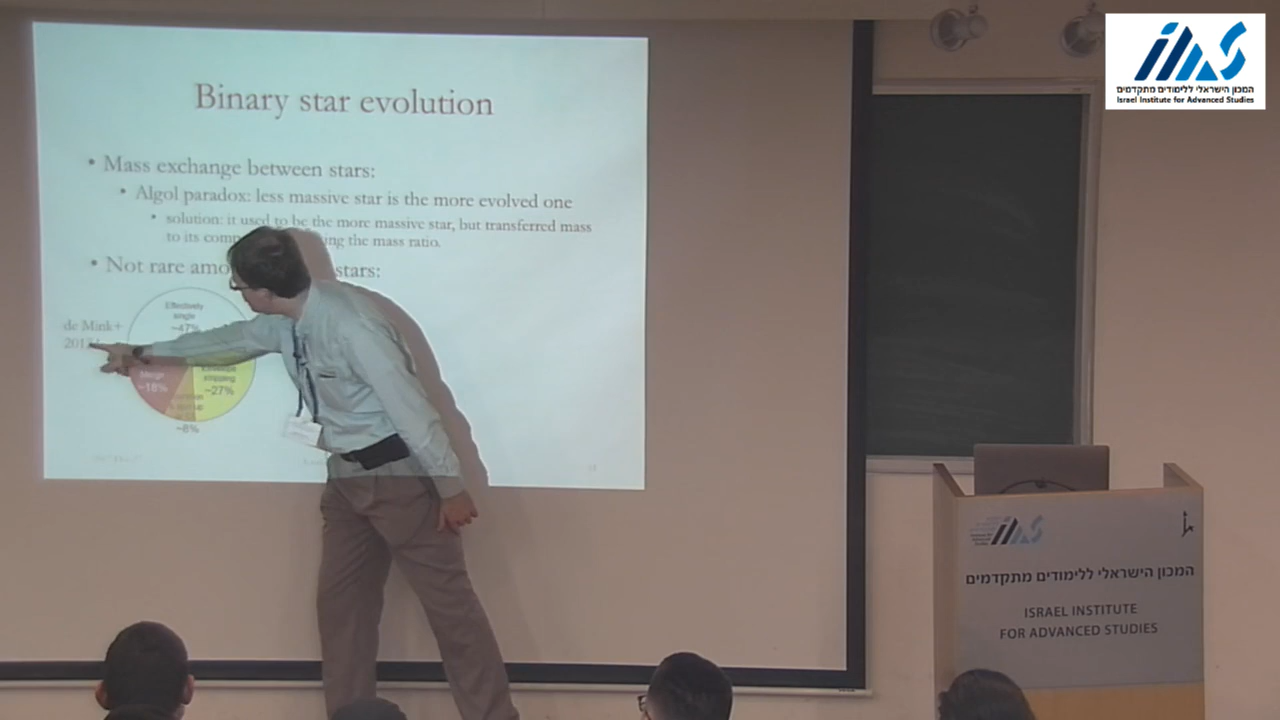 Binary star evolution
• Mass exchange between stars:
• Algol paradox: less massive star is the more evolved one
• solution: it used to be the more massive star, but transferred mass
to its the mass ratio.
• Not rare stars:
Effectively
single
~47%
de Mink+
Merge
~18%
stripping
~27%
~8%
המכון הישראלי ללימודים מתקדמים
Israel Institute for Advanced Studies
המכון הישראלי ללימודים מתקדמים
ISRAEL INSTITUTE
FOR ADVANCED STUDIES